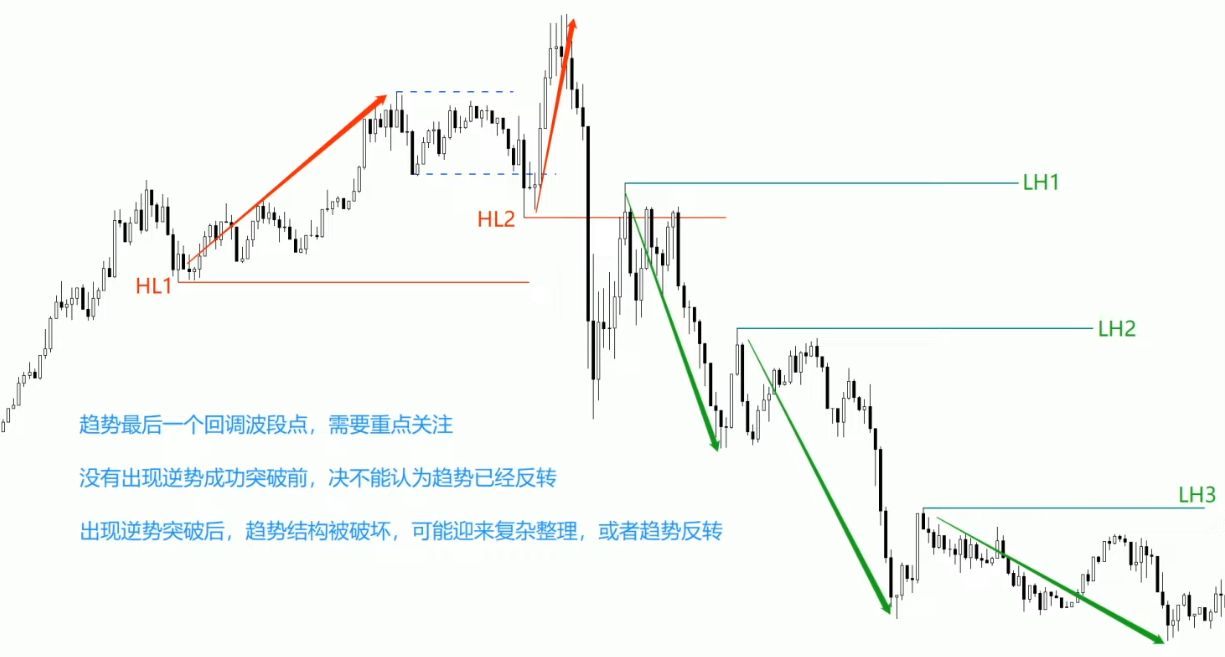 LH1
HL2
HL1
LH2
趋势最后一个回调波段点，需要重点关注
没有出现逆势成功突破前，决不能认为趋势已经反转
LH3
出现逆势突破后，趋势结构被破坏，可能迎来复杂整理，或者趋势反转